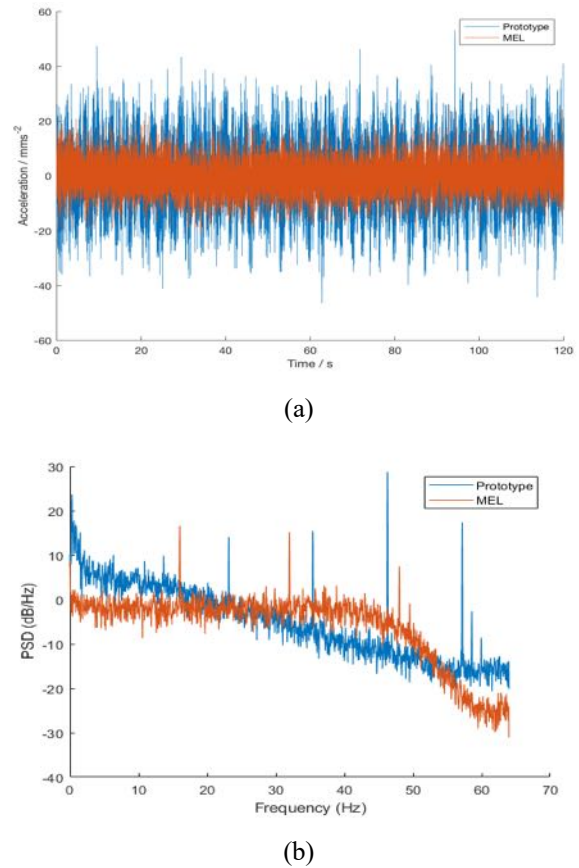 60
40
20
0
-20
-40
-60
Acceleration / mms-2
Prototype
MEL
0 20 40 60 80 100 120
Time / s
(a)
30
20
10
0
-10
-20
-30
-40
PSD (dB/Hz)
Prototype
MEL
0 10 20 30 40 50 60 70
Frequency (Hz)
(b)